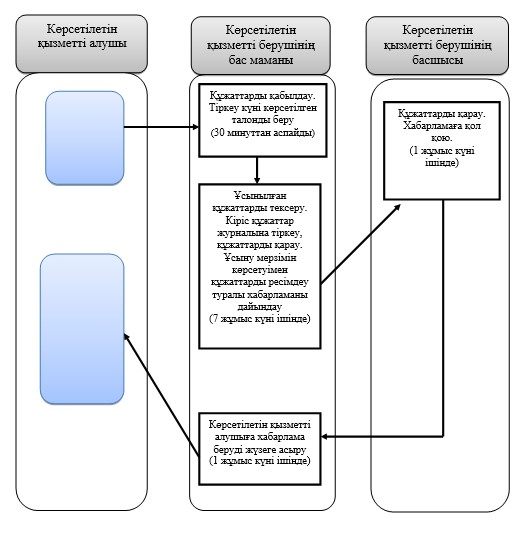 Көрсетілетін
қызметті алушы
Көрсетілетін
қызметті берушінің
бас маманы
Көрсетілетін
қызметті берушінің
басшысы
Құжаттарды қабылдау.
Тіркеу күні көрсетілген
талонды беру
(30 минуттан аспайды)
Ұсынылған
құжаттарды тексеру.
Кіріс құжаттар
журналына тіркеу,
құжаттарды қарау.
Ұсыну мерзімін
көрсетуімен
құжаттарды ресімдеу
туралы хабарламаны
дайындау
(7 жұмыс күні ішінде)
Құжаттарды қарау.
Хабарламаға қол
қою.
(1 жұмыс күні
ішінде)
Көрсетілетін қызметті
алушыға хабарлама
беруді жүзеге асыру
(1 жұмыс күні ішінде)